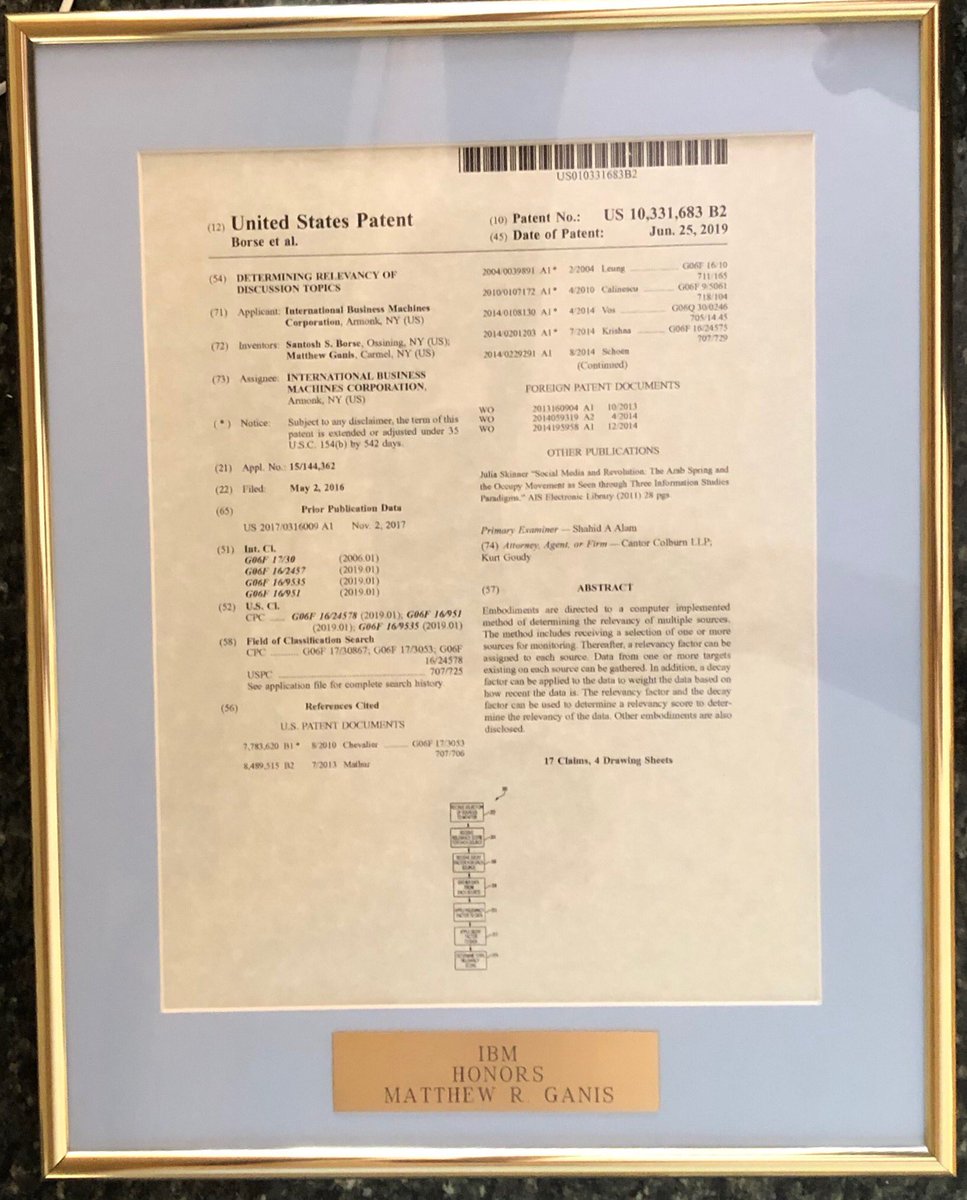 US010331683B2
(12) United States Patent
Borse et al.
(10) Patent No.: US 10,331,683 B2
(45) Date of Patent: Jun. 25, 2019
(54) DETERMINING RELEVANCY OF
DISCUSSION TOPICS
(71) Applicant: International Business Machines
Corporation, Armonk, NY (US)
(72) Inventors: Santosh S. Borse, Ossining, NY (US);
Matthew Ganis, Carmel, NY (US)
(73) Assignee: INTERNATIONAL BUSINESS
MACHINES CORPORATION,
Armonk, NY (US)
(*) Notice: Subject to any disclaimer, the term of this
patent is extended or adjusted under 35
U.S.C. 154(b) by 542 days.
(21) Appl. No.: 15/144,362
(22) Filed: May 2, 2016
(65) Prior Publication Data
US 2017/0316009 A1 Nov. 2, 2017
(51) Int. Cl.
G06F 17/30 (2006.01)
G06F 16/2457 (2019.01)
G06F 16/9535 (2019.01)
G06F 16/951 (2019.01)
(52) U.S. Cl.
CPC ..... G06F 16/24578 (2019.01); G06F 16/951
(2019.01); G06F 16/9535 (2019.01)
(58) Field of Classification Search
CPC .......... G06F 17/30867; G06F 17/3053; G06F
16/24578
USPC .......... 707/725
See application file for complete search history.
(56) References Cited
U.S. PATENT DOCUMENTS
7,783,620 B1* 8/2010 Chevalier ........ G06F 17/3053
707/706
8,489,515 B2 7/2013 Mathur
2004/0039891 A1* 2/2004 Leung .......... G06F 16/10
711/165
2010/0107172 A1* 4/2010 Calinescu ........ G06F 9/5061
718/104
2014/0108130 A1* 4/2014 Vos .......... G06Q 30/0246
705/14.45
2014/0201203 A1* 7/2014 Krishna ........ G06F 16/24575
707/729
2014/0229291 A1 8/2014 Schoen
(Continued)
FOREIGN PATENT DOCUMENTS
WO 2013160904 A1 10/2013
WO 2014059319 A2 4/2014
WO 2014195958 A1 12/2014
OTHER PUBLICATIONS
Julia Skinner "Social Media and Revolution: The Arab Spring and
the Occupy Movement as Seen through Three Information Studies
Paradigms," AIS Electronic Library (2011) 28 pgs.
Primary Examiner — Shahid A Alam
(74) Attorney, Agent, or Firm — Cantor Colburn LLP;
Kurt Goudy
(57) ABSTRACT
Embodiments are directed to a computer implemented
method of determining the relevancy of multiple sources.
The method includes receiving a selection of one or more
sources for monitoring. Thereafter, a relevancy factor can be
assigned to each source. Data from one or more targets
existing on each source can be gathered. In addition, a decay
factor can be applied to the data to weight the data based on
how recent the data is. The relevancy factor and the decay
factor can be used to determine a relevancy score to deter-
mine the relevancy of the data. Other embodiments are also
disclosed.
17 Claims, 4 Drawing Sheets
IBM
HONORS
MATTHEW R. GANIS